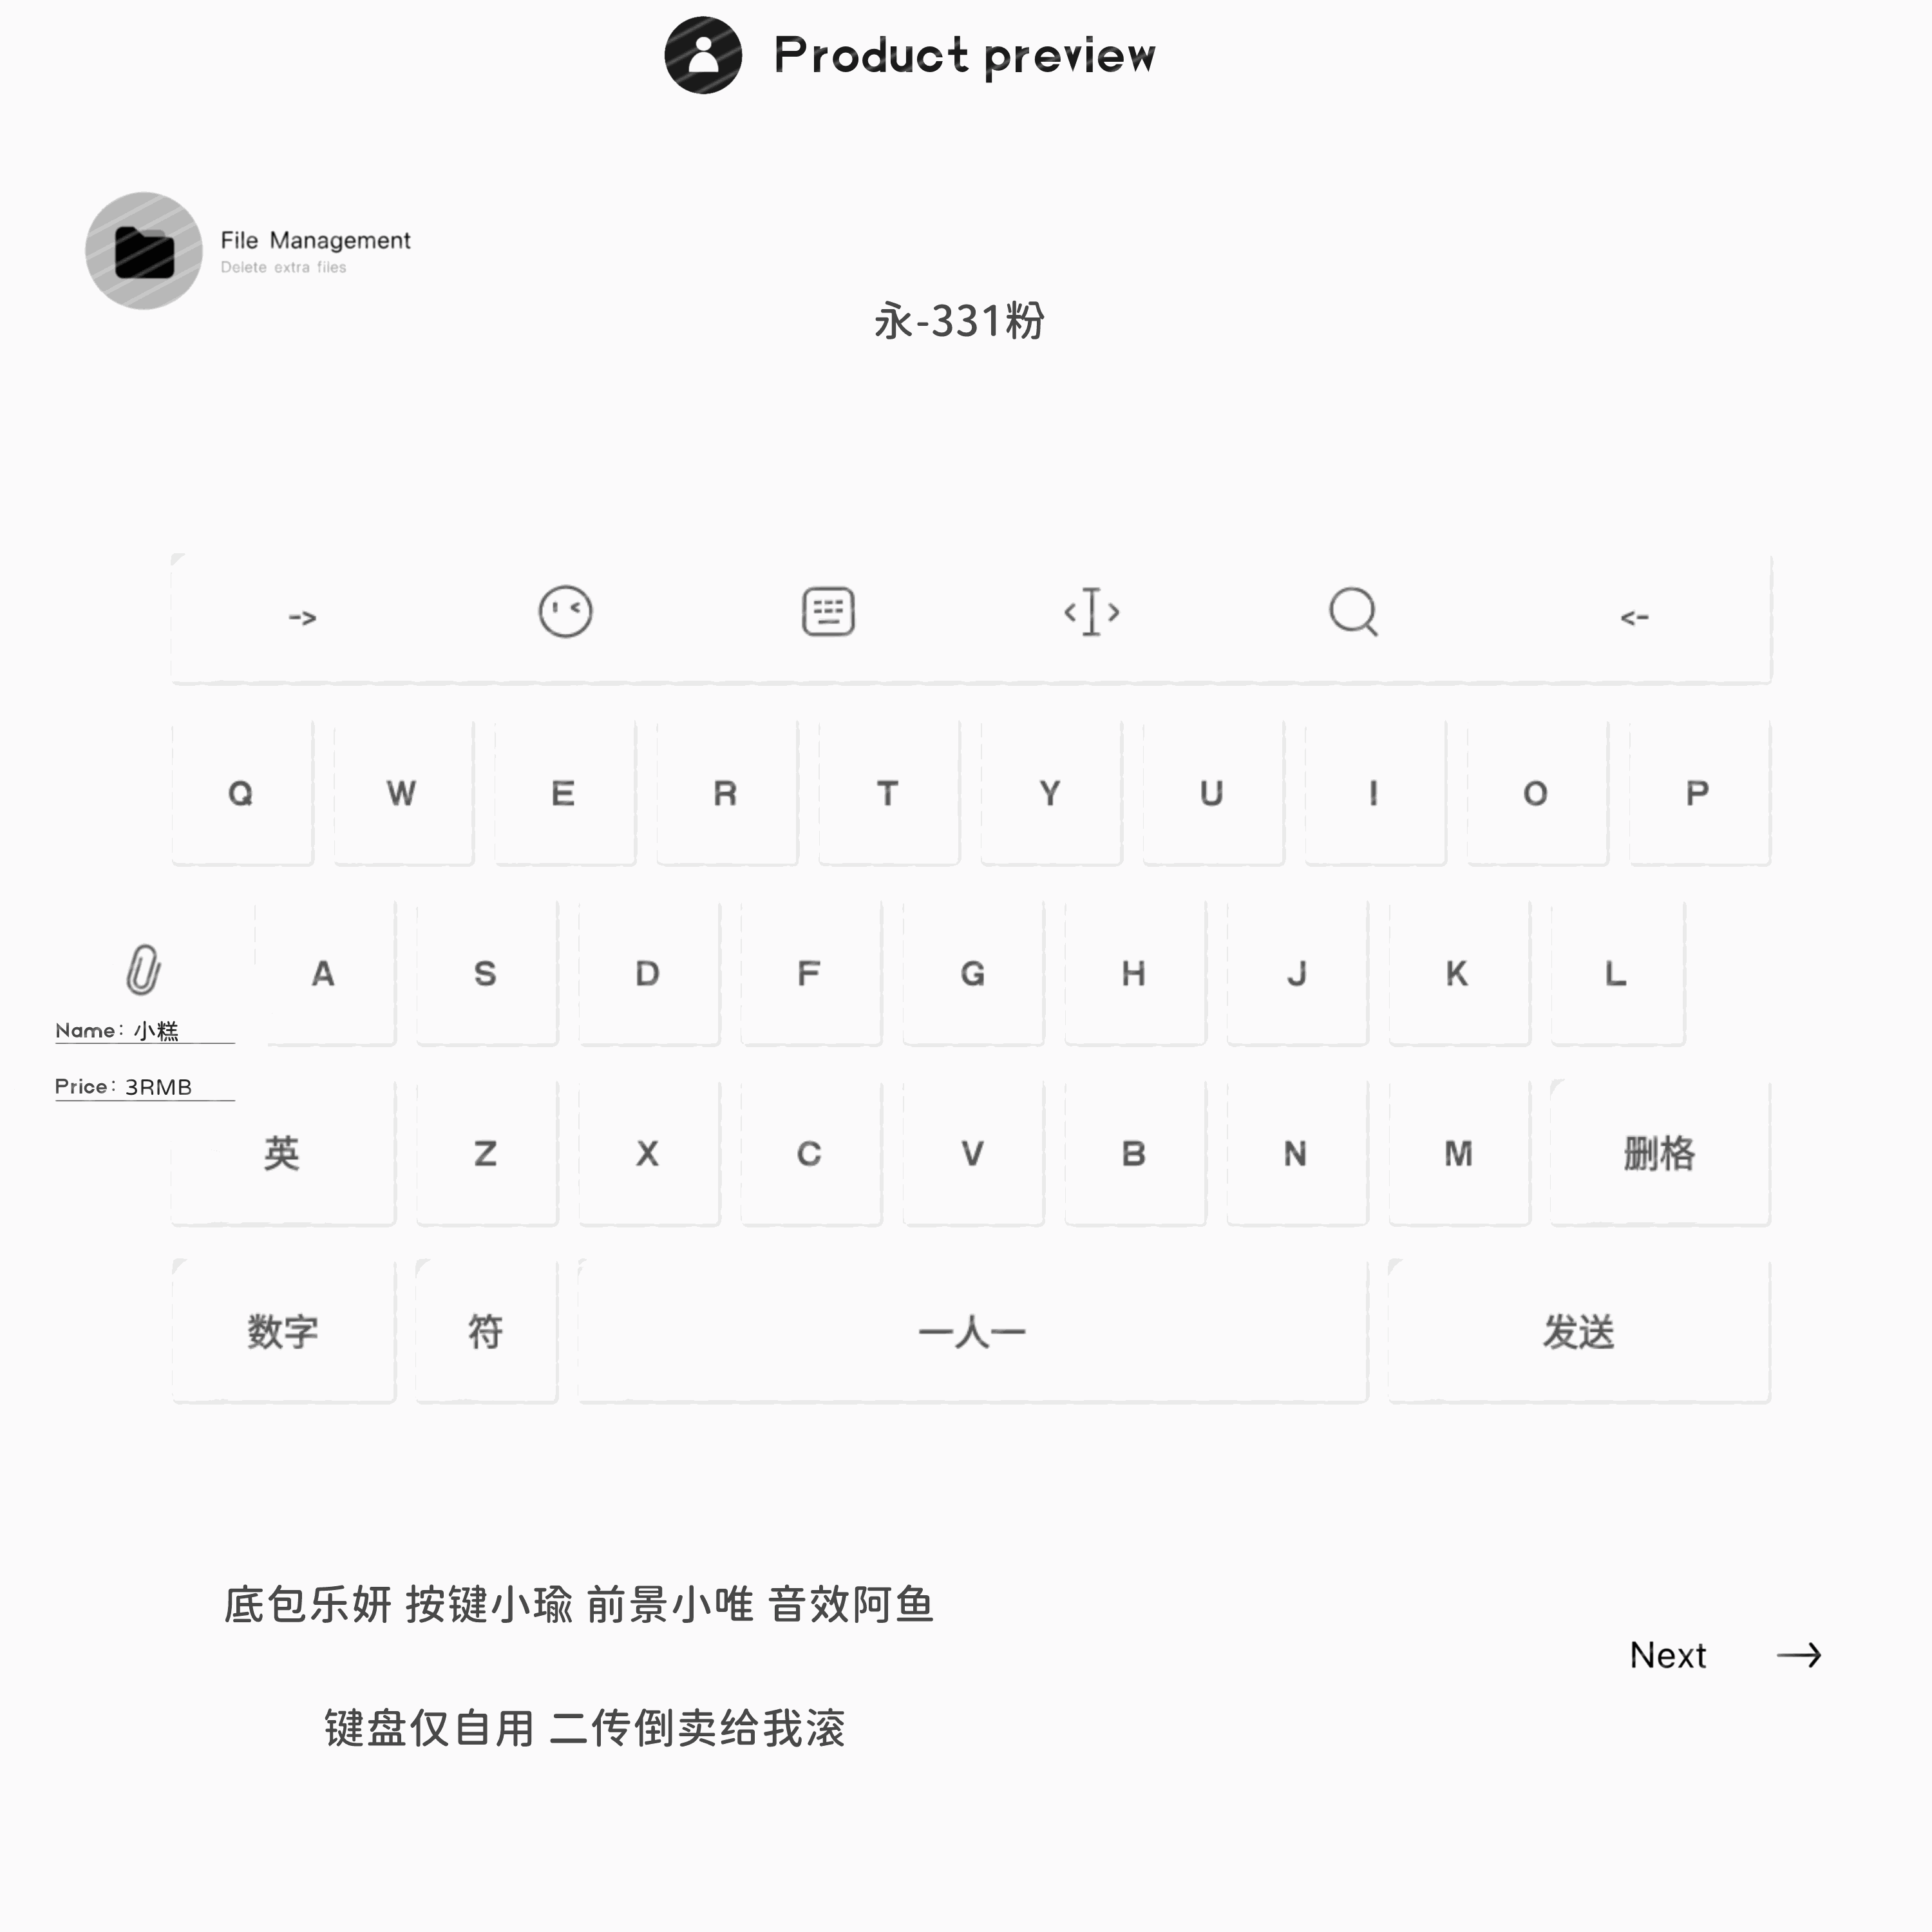 Product preview
File Management
Delete extra files
永-331粉
-> <-
Q W E R T Y U I O P
A S D F G H J K L
Name: 小糕
Price: 3RMB
英 Z X C V B N M 删格
数字 符 一人一 发送
底包乐妍 按键小瑜 前景小唯 音效阿鱼
Next →
键盘仅自用 二传倒卖给我滚